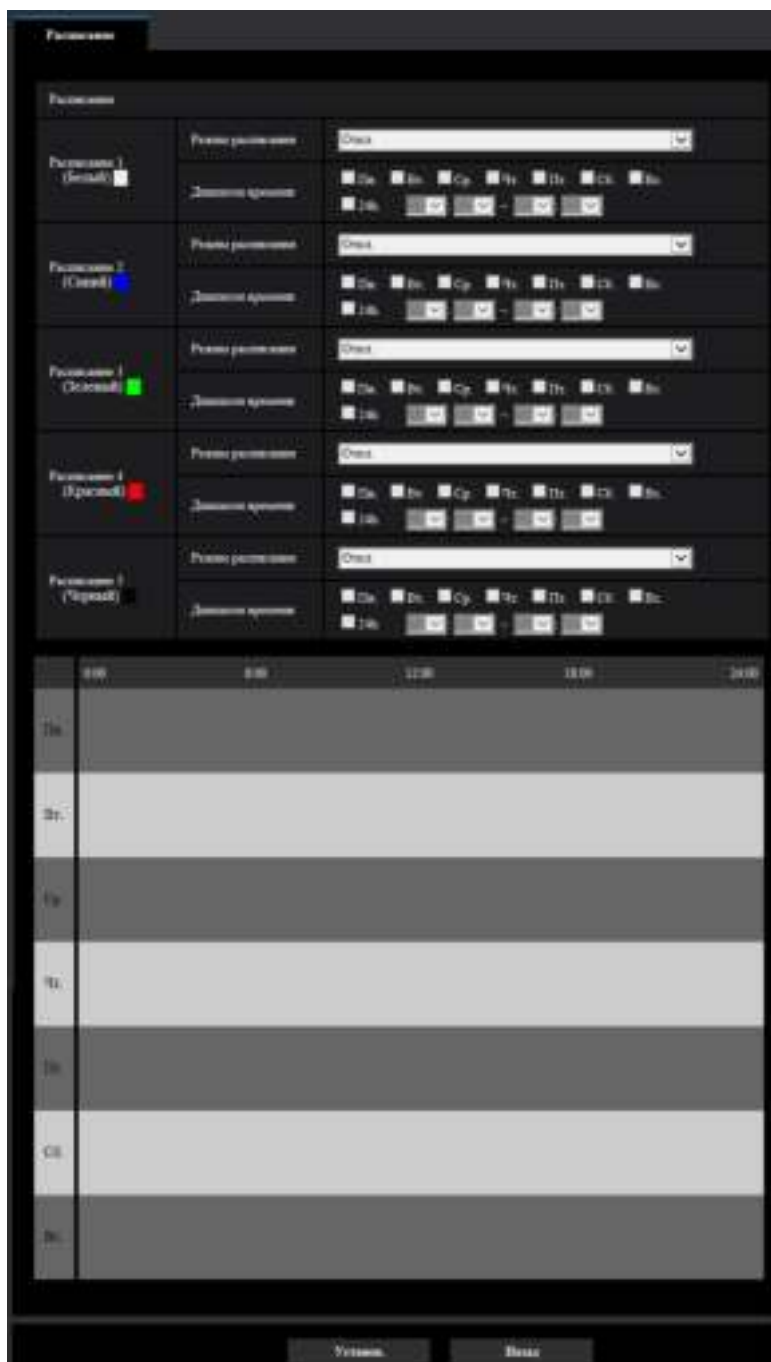 Расписание
Расписание
Расписание 1
(Белый)
Режим расписания
Откл.
Диапазон времени
Пн. Вт. Ср. Чт. Пт. Сб. Вс.
24h
~
Расписание 2
(Синий)
Режим расписания
Откл.
Диапазон времени
Пн. Вт. Ср. Чт. Пт. Сб. Вс.
24h
~
Расписание 3
(Зеленый)
Режим расписания
Откл.
Диапазон времени
Пн. Вт. Ср. Чт. Пт. Сб. Вс.
24h
~
Расписание 4
(Красный)
Режим расписания
Откл.
Диапазон времени
Пн. Вт. Ср. Чт. Пт. Сб. Вс.
24h
~
Расписание 5
(Черный)
Режим расписания
Откл.
Диапазон времени
Пн. Вт. Ср. Чт. Пт. Сб. Вс.
24h
~
0:00 12:00 18:00 24:00
Пн.
Вт.
Ср.
Чт.
Пт.
Сб.
Вс.
Установ. Назад